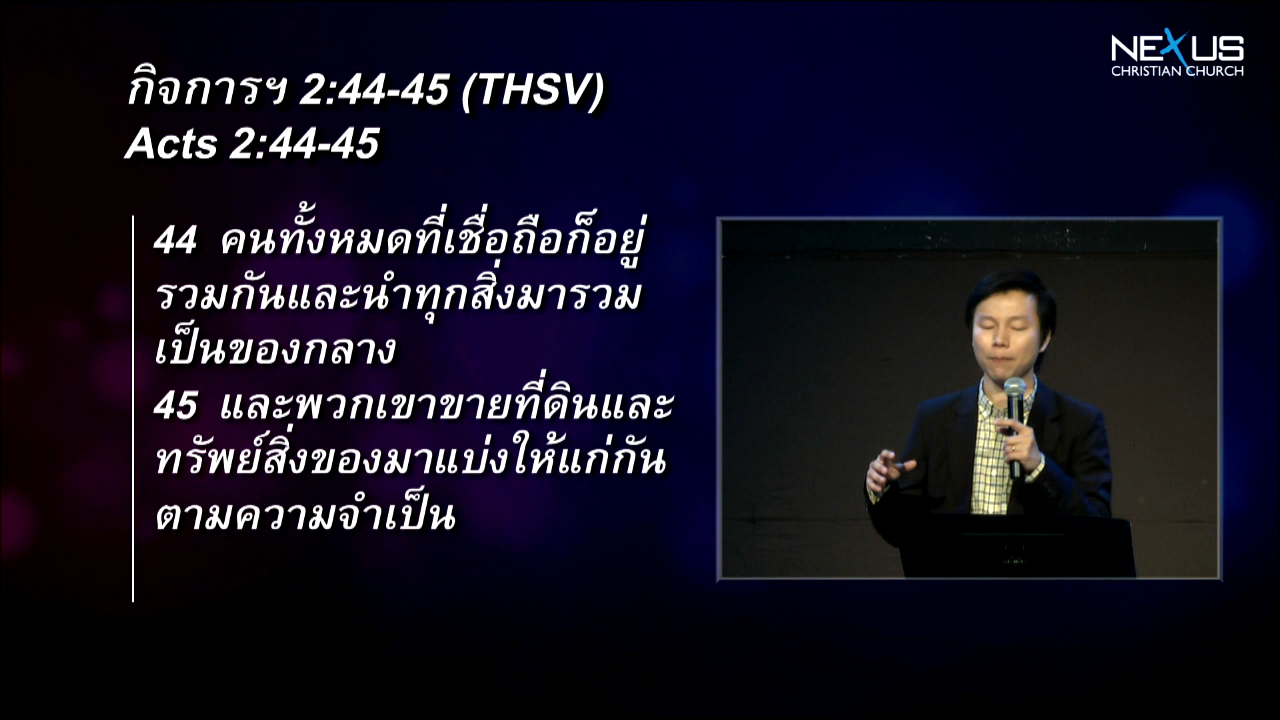 NEXUS
CHRISTIAN CHURCH
กิจการฯ 2:44-45 (THSV)
Acts 2:44-45
44 คนทั้งหมดที่เชื่อถือก็อยู่
รวมกันและนำทุกสิ่งมารวม
เป็นของกลาง
45 และพวกเขาขายที่ดินและ
ทรัพย์สิ่งของมาแบ่งให้แก่กัน
ตามความจำเป็น